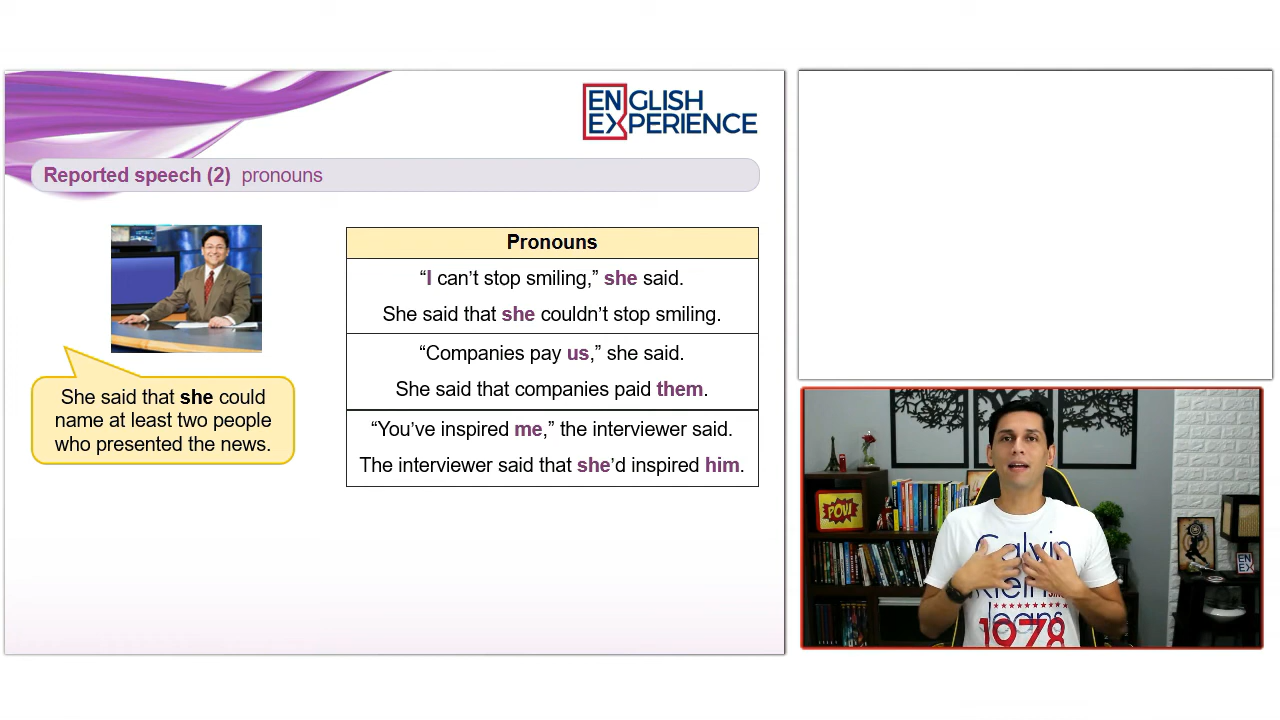 ENGLISH
EXPERIENCE
Reported speech (2) pronouns
Pronouns
“I can’t stop smiling,” she said.
She said that she couldn’t stop smiling.
“Companies pay us,” she said.
She said that companies paid them.
“You’ve inspired me,” the interviewer said.
The interviewer said that she’d inspired him.
She said that she could
name at least two people
who presented the news.
POW!
Calvin
Klein
Jeans
1978
EN
EX